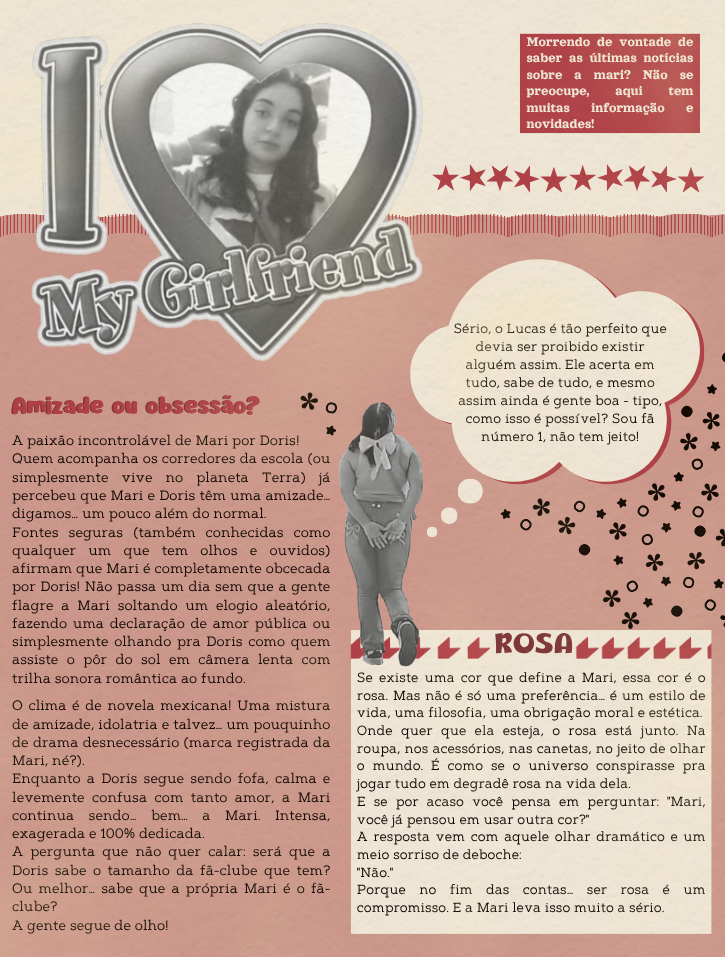 I
My Girlfriend
Morrendo de vontade de
saber as últimas notícias
sobre a mari? Não se
preocupe, aqui tem
muitas informação e
novidades!
Sério, o Lucas é tão perfeito que
devia ser proibido existir
alguém assim. Ele acerta em
tudo, sabe de tudo, e mesmo
assim ainda é gente boa - tipo,
como isso é possível? Sou fã
número 1, não tem jeito!
Amizade ou obsessão?
A paixão incontrolável de Mari por Doris!
Quem acompanha os corredores da escola (ou
simplesmente vive no planeta Terra) já
percebeu que Mari e Doris têm uma amizade…
digamos… um pouco além do normal.
Fontes seguras (também conhecidas como
qualquer um que tem olhos e ouvidos)
afirmam que Mari é completamente obcecada
por Doris! Não passa um dia sem que a gente
flagre a Mari soltando um elogio aleatório,
fazendo uma declaração de amor pública ou
simplesmente olhando pra Doris como quem
assiste o pôr do sol em câmera lenta com
trilha sonora romântica ao fundo.
O clima é de novela mexicana! Uma mistura
de amizade, idolatria e talvez… um pouquinho
de drama desnecessário (marca registrada da
Mari, né?).
Enquanto a Doris segue sendo fofa, calma e
levemente confusa com tanto amor, a Mari
continua sendo… bem… a Mari. Intensa,
exagerada e 100% dedicada.
A pergunta que não quer calar: será que a
Doris sabe o tamanho da fã-clube que tem?
Ou melhor… sabe que a própria Mari é o fã-
clube?
A gente segue de olho!
ROSA
Se existe uma cor que define a Mari, essa cor é o
rosa. Mas não é só uma preferência… é um estilo de
vida, uma filosofia, uma obrigação moral e estética.
Onde quer que ela esteja, o rosa está junto. Na
roupa, nos acessórios, nas canetas, no jeito de olhar
o mundo. É como se o universo conspirasse pra
jogar tudo em degradê rosa na vida dela.
E se por acaso você pensa em perguntar: "Mari,
você já pensou em usar outra cor?"
A resposta vem com aquele olhar dramático e um
meio sorriso de deboche:
"Não."
Porque no fim das contas… ser rosa é um
compromisso. E a Mari leva isso muito a sério.